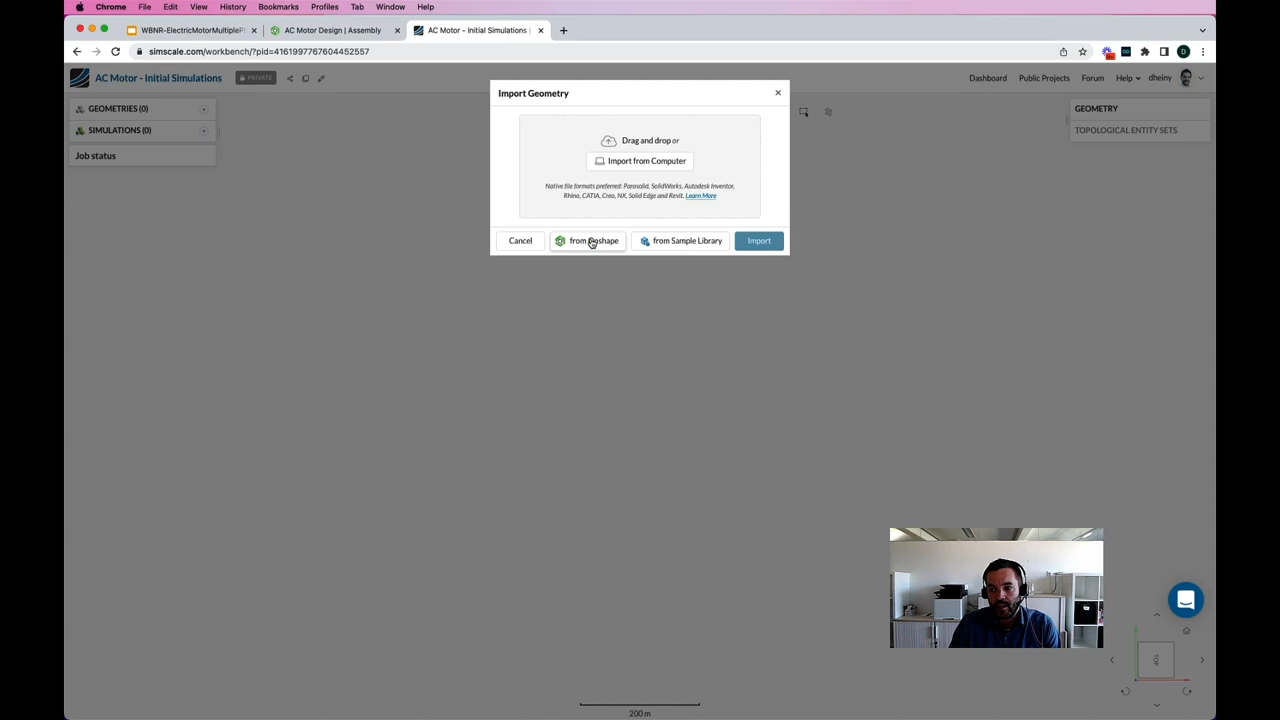 Chrome File Edit View History Bookmarks Profiles Tab Window Help
WBNR-ElectricMotorMultipleP
AC Motor Design | Assembly
AC Motor - Initial Simulations |
simscale.com/workbench/?pid=4161997767604452557
D
AC Motor - Initial Simulations
PRIVATE
Dashboard Public Projects Forum Help dheiny
GEOMETRIES (0)
SIMULATIONS (0)
Job status
Import Geometry
Drag and drop or
Import from Computer
Native file formats preferred: Parasolid, SolidWorks, Autodesk Inventor,
Rhino, CATIA, Creo, NX, Solid Edge and Revit. Learn More
Cancel from Onshape from Sample Library Import
GEOMETRY
TOPOLOGICAL ENTITY SETS
TOP
200 m